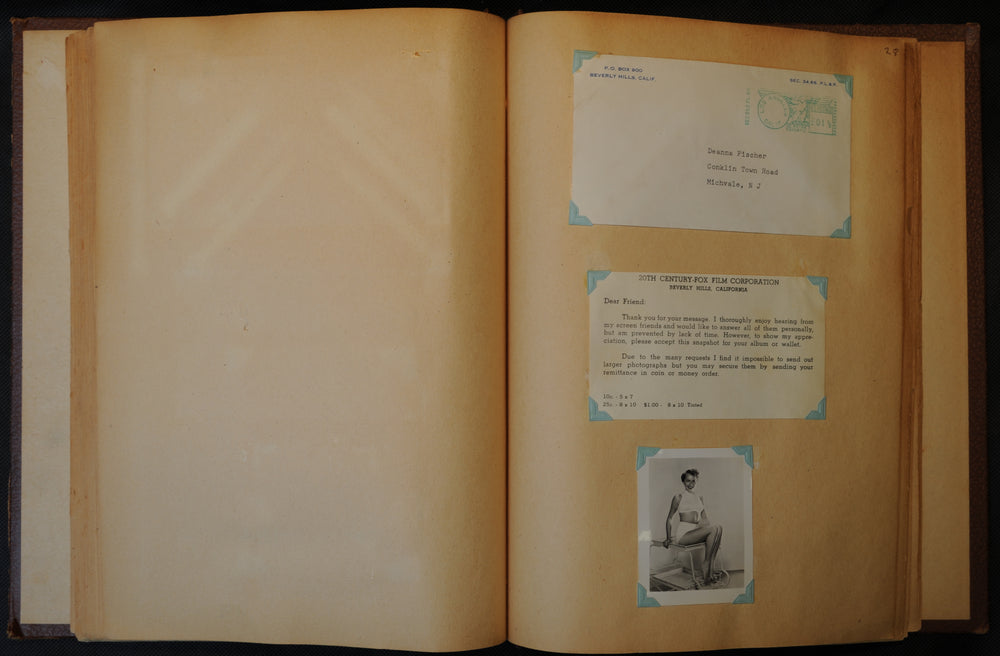 28
P.O. BOX 900
BEVERLY HILLS, CALIF.
SEC. 34.66, P.L.&R.
Deanna Fischer
Conklin Town Road
Michvale, N J
20TH CENTURY-FOX FILM CORPORATION
BEVERLY HILLS, CALIFORNIA
Dear Friend:
Thank you for your message. I thoroughly enjoy hearing from
my screen friends and would like to answer all of them personally,
but am prevented by lack of time. However, to show my appre-
ciation, please accept this snapshot for your album or wallet.
Due to the many requests I find it impossible to send out
larger photographs but you may secure them by sending your
remittance in coin or money order.
10c - 5 x 7
25c - 8 x 10 $1.00 - 8 x 10 Tinted